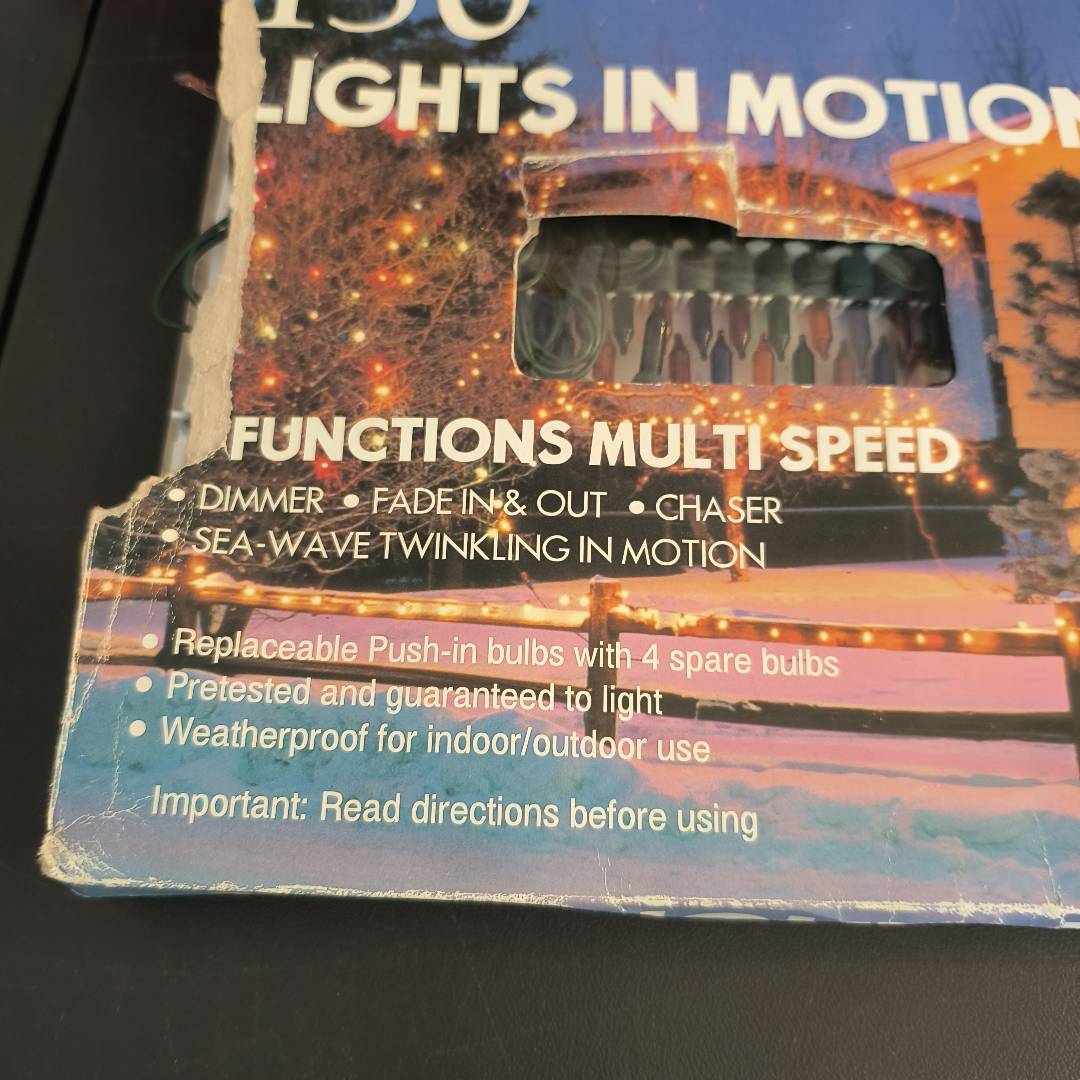 150
LIGHTS IN MOTION
FUNCTIONS MULTI SPEED
• DIMMER • FADE IN & OUT • CHASER
• SEA-WAVE TWINKLING IN MOTION
• Replaceable Push-in bulbs with 4 spare bulbs
• Pretested and guaranteed to light
• Weatherproof for indoor/outdoor use
Important: Read directions before using